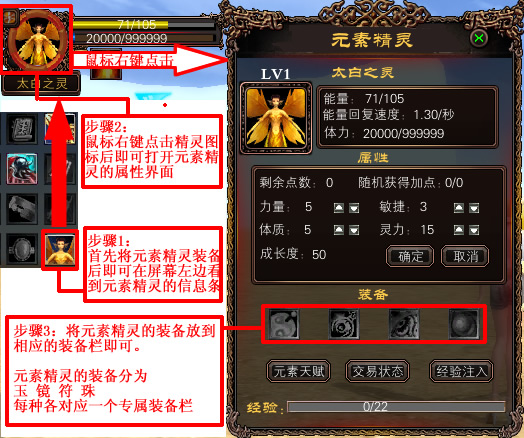 71/105
20000/999999
太白之灵
鼠标右键点击
步骤2:
鼠标右键点击精灵图
标后即可打开元素精
灵的属性界面
步骤1:
首先将元素精灵装备
后即可在屏幕左边看
到元素精灵的信息条
步骤3: 将元素精灵的装备放到
相应的装备栏即可。
元素精灵的装备分为
玉 镜 符 珠
每种各对应一个专属装备栏
元素精灵
LV1
太白之灵
能量: 71/105
能量回复速度: 1.30/秒
体力: 20000/999999
属性
剩余点数: 0 随机获得加点: 0/0
力量: 5 敏捷: 3
体质: 5 灵力: 15
成长度: 50 确定 取消
装备
元素天赋 交易状态 经验注入
经验: 0/22